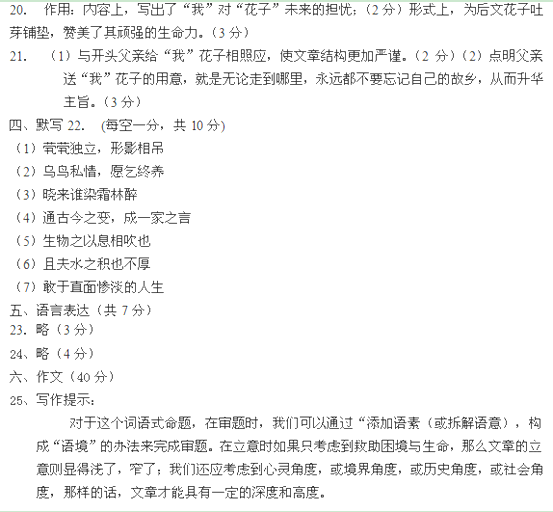 20.  作用：内容上，写出了“我”对“花子”未来的担忧；（2 分）形式上，为后文花子吐
芽铺垫，赞美了其顽强的生命力。（3 分）
21.  （1）与开头父亲给“我”花子相照应，使文章结构更加严谨。（2 分）（2）点明父亲
送“我”花子的用意，就是无论走到哪里，永远都不要忘记自己的故乡，从而升华
主旨。（3 分）
四、默写 22.  (每空一分，共 10 分)
（1）茕茕独立，形影相吊
（2）乌鸟私情，愿乞终养
（3）晓来谁染霜林醉
（4）通古今之变，成一家之言
（5）生物之以息相吹也
（6）且夫水之积也不厚
（7）敢于直面惨淡的人生
五、语言表达（共 7 分）
23. 略（3 分）
24、略（4 分）
六、作文（40 分）
25、写作提示：
对于这个词语式命题，在审题时，我们可以通过“添加语素（或拆解语意），构
成“语境”的办法来完成审题。在立意时如果只考虑到救助困境与生命，那么文章的立
意则显得浅了，窄了；我们还应考虑到心灵角度，或境界角度，或历史角度，或社会角
度，那样的话，文章才能具有一定的深度和高度。